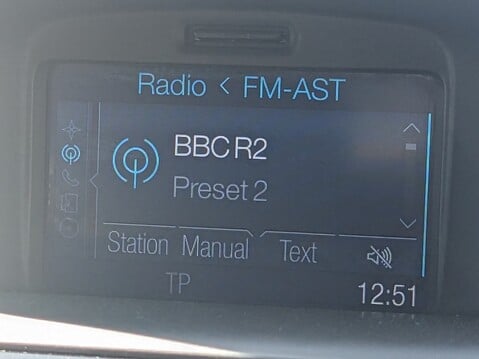 Radio < FM-AST
BBC R2
Preset 2
Station Manual Text
TP 12:51